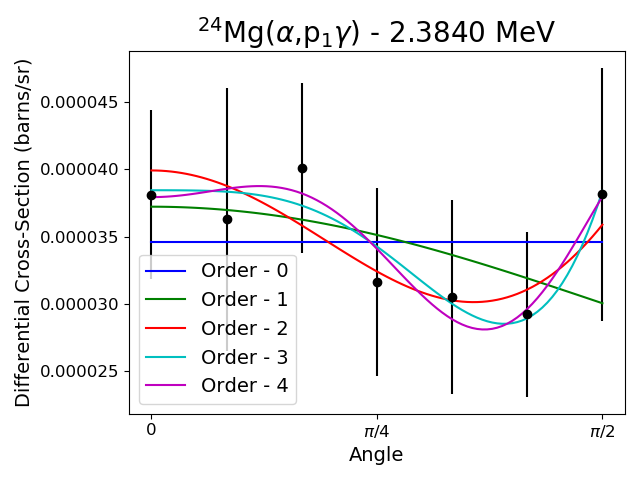 ²⁴Mg(α,p₁γ) - 2.3840 MeV
Differential Cross-Section (barns/sr)
0.000045
0.000040
0.000035
0.000030
0.000025
Order - 0
Order - 1
Order - 2
Order - 3
Order - 4
0
π/4
π/2
Angle